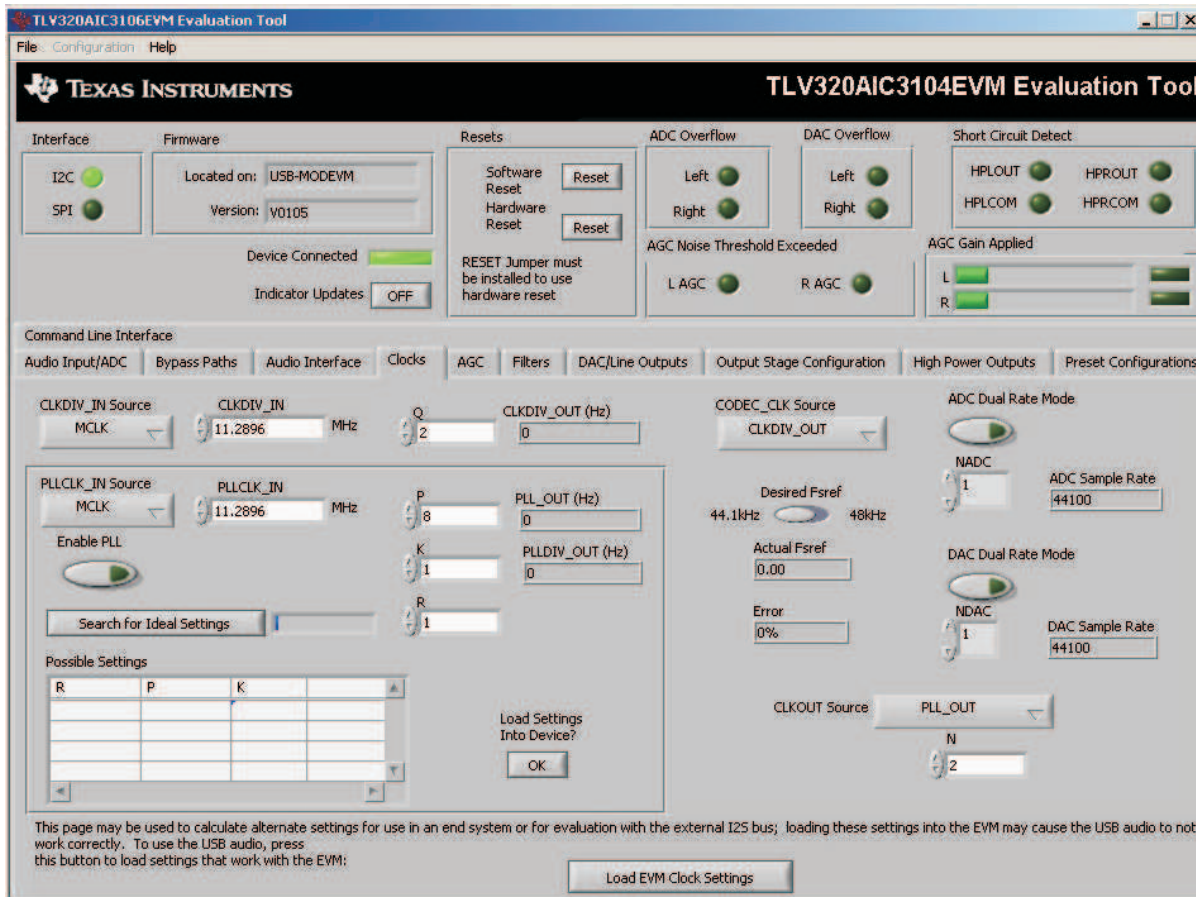 TLV320AIC3106EVM Evaluation Tool
File Configuration Help
TEXAS INSTRUMENTS
TLV320AIC3104EVM Evaluation Tool
Interface
I2C
SPI
Firmware
Located on: USB-MODEVM
Version: V0105
Device Connected
Indicator Updates OFF
Resets
Software
Reset
Reset
Hardware
Reset
Reset
RESET Jumper must
be installed to use
hardware reset
ADC Overflow
Left
Right
DAC Overflow
Left
Right
Short Circuit Detect
HPLOUT HPROUT
HPLCOM HPRCOM
AGC Noise Threshold Exceeded
L AGC R AGC
AGC Gain Applied
L
R
Command Line Interface
Audio Input/ADC Bypass Paths Audio Interface Clocks AGC Filters DAC/Line Outputs Output Stage Configuration High Power Outputs Preset Configurations
CLKDIV_IN Source
MCLK
CLKDIV_IN
11.2896 MHz
Q
2
CLKDIV_OUT (Hz)
0
PLLCLK_IN Source
MCLK
PLLCLK_IN
11.2896 MHz
Enable PLL
P
8
PLL_OUT (Hz)
0
K
1
PLLDIV_OUT (Hz)
0
R
1
Search for Ideal Settings
Possible Settings
R P K
Load Settings
Into Device?
OK
CODEC_CLK Source
CLKDIV_OUT
Desired Fsref
44.1kHz 48kHz
Actual Fsref
0.00
Error
0%
ADC Dual Rate Mode
NADC
1
ADC Sample Rate
44100
DAC Dual Rate Mode
NDAC
1
DAC Sample Rate
44100
CLKOUT Source PLL_OUT
N
2
This page may be used to calculate alternate settings for use in an end system or for evaluation with the external I2S bus; loading these settings into the EVM may cause the USB audio to not
work correctly. To use the USB audio, press
this button to load settings that work with the EVM:
Load EVM Clock Settings